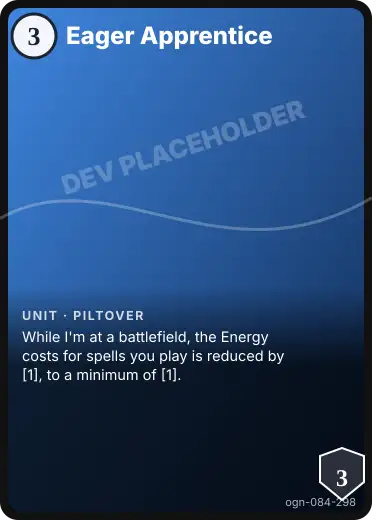 3
Eager Apprentice
DEV PLACEHOLDER
UNIT · PILTOVER
While I'm at a battlefield, the Energy
costs for spells you play is reduced by
[1], to a minimum of [1].
3
ogn-084-298